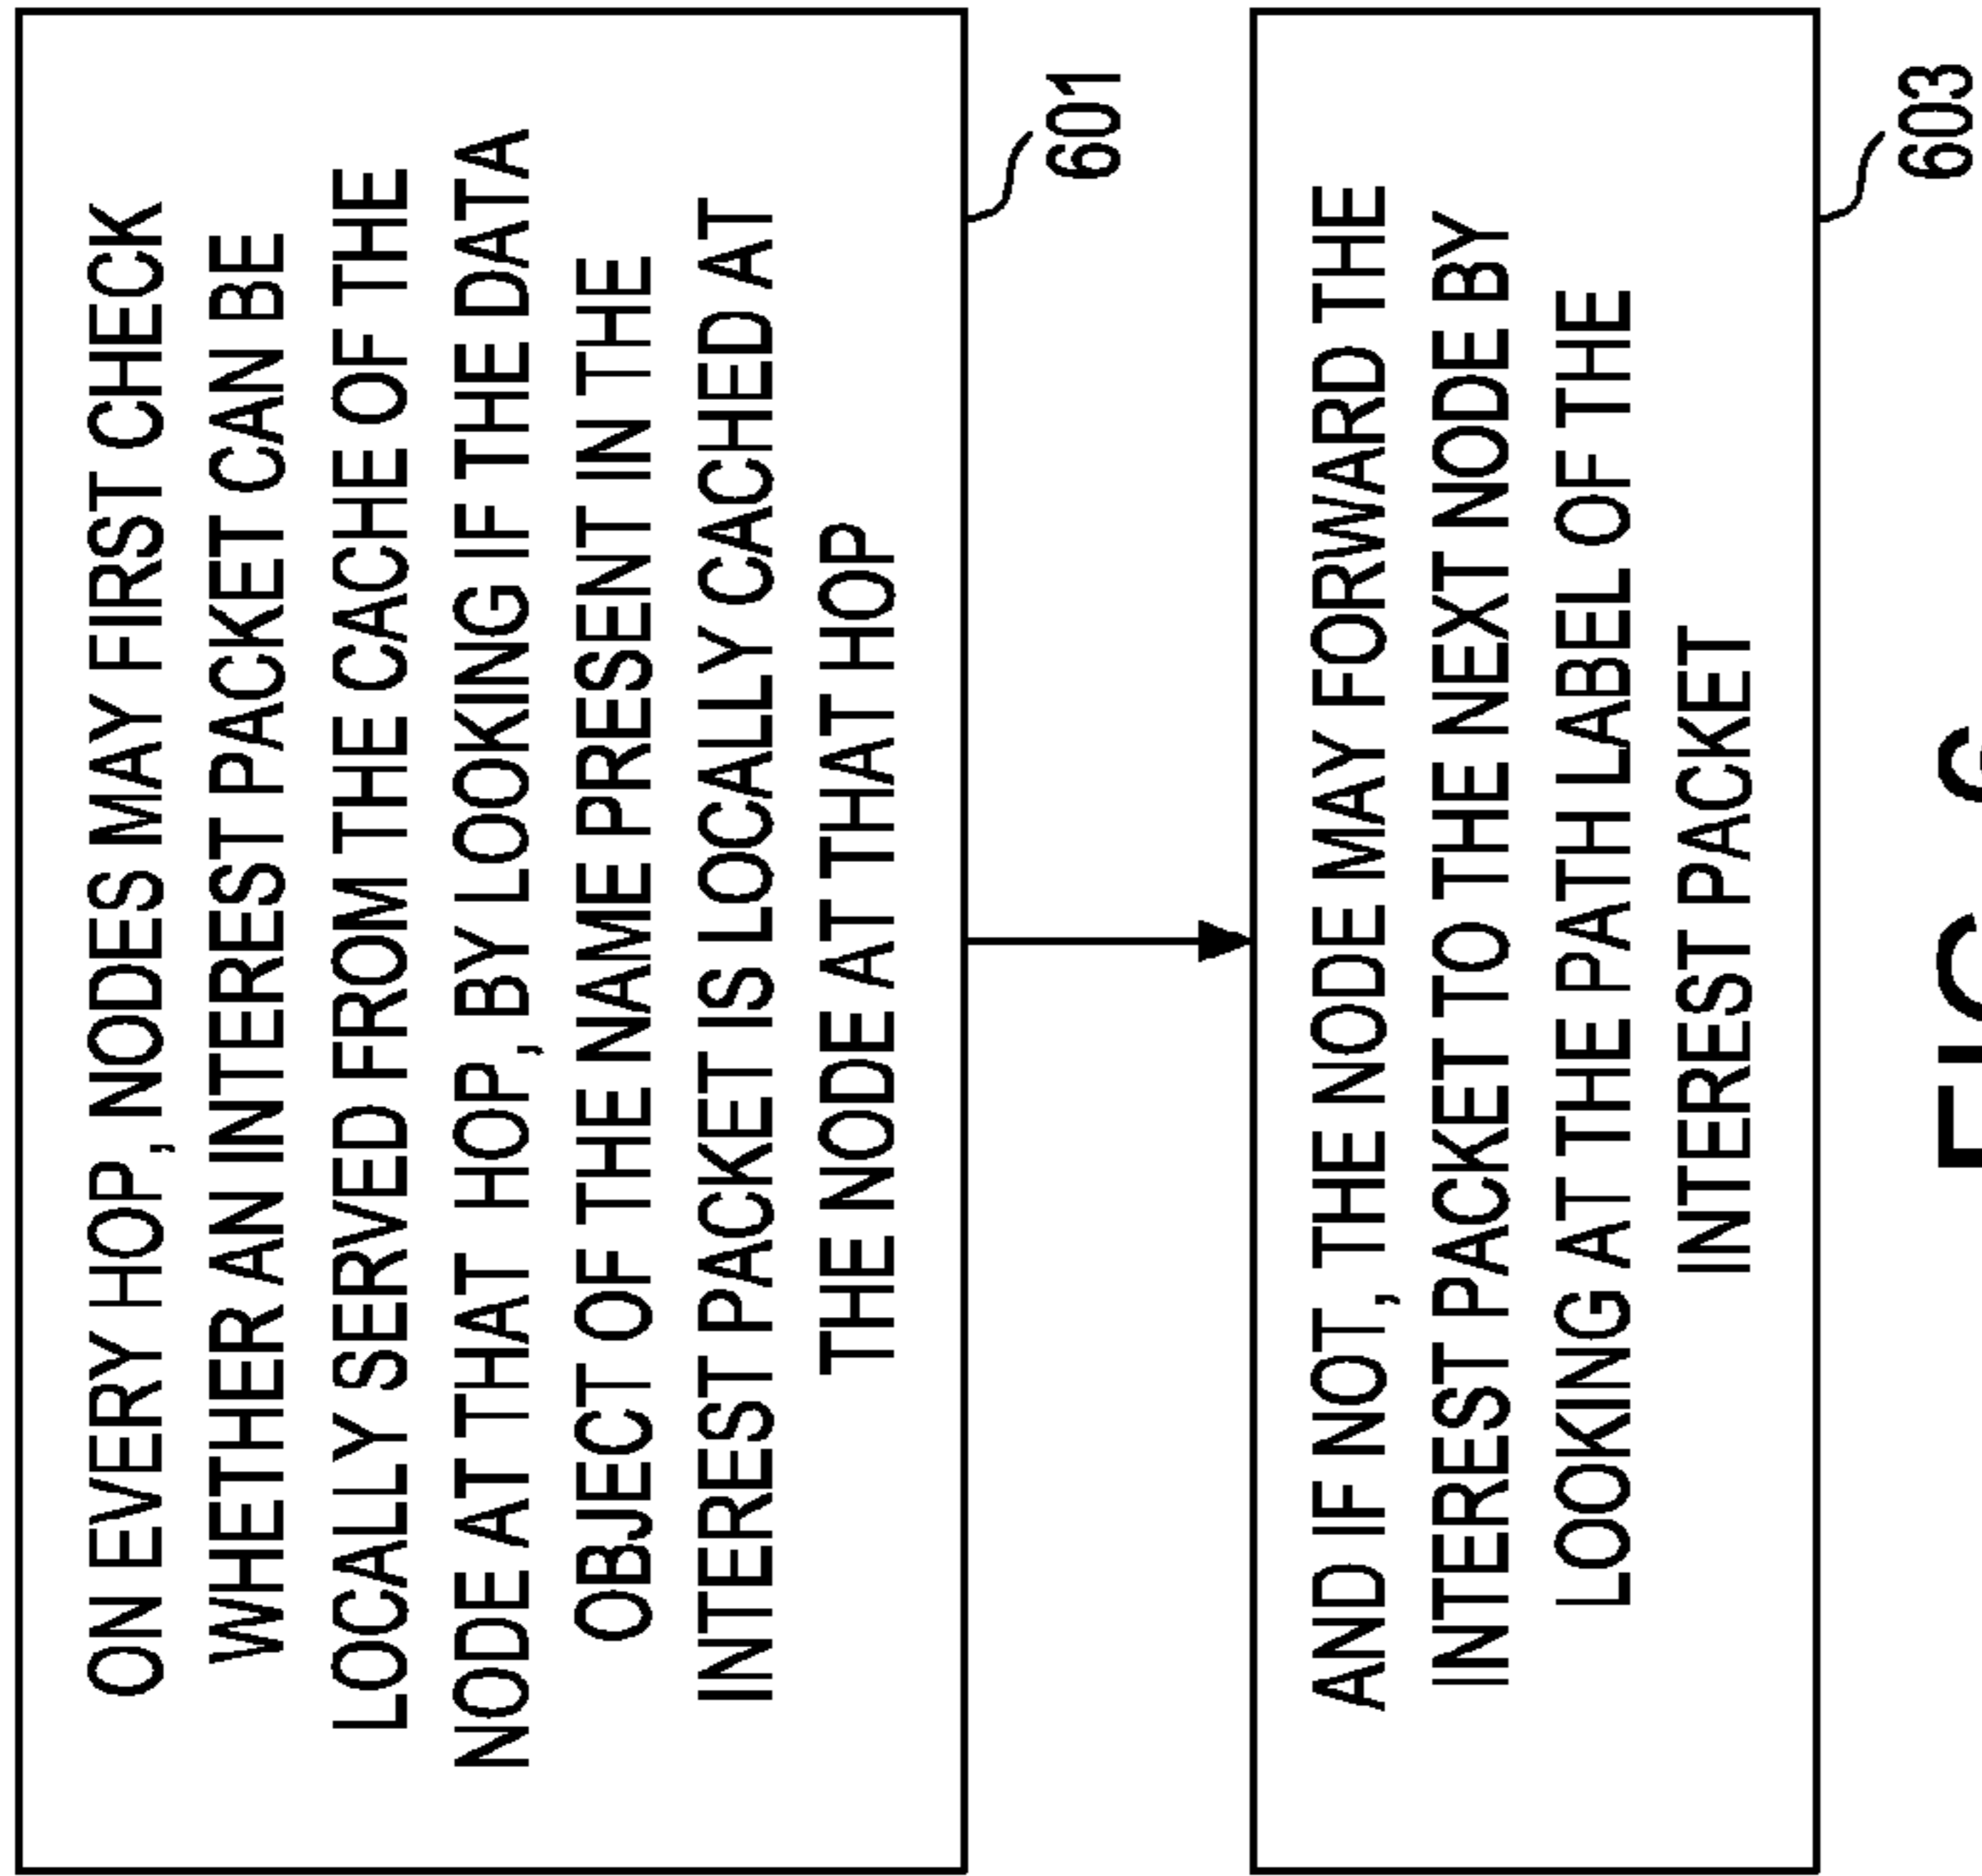 ON EVERY HOP, NODES MAY FIRST CHECK
WHETHER AN INTEREST PACKET CAN BE
LOCALLY SERVED FROM THE CACHE OF THE
NODE AT THAT HOP, BY LOOKING IF THE DATA
OBJECT OF THE NAME PRESENT IN THE
INTEREST PACKET IS LOCALLY CACHED AT
THE NODE AT THAT HOP
601
AND IF NOT, THE NODE MAY FORWARD THE
INTEREST PACKET TO THE NEXT NODE BY
LOOKING AT THE PATH LABEL OF THE
INTEREST PACKET
603